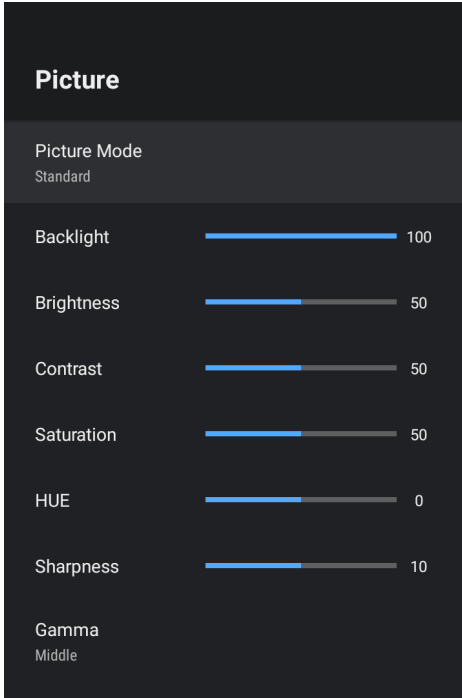 Picture
Picture Mode
Standard
Backlight 100
Brightness 50
Contrast 50
Saturation 50
HUE 0
Sharpness 10
Gamma
Middle